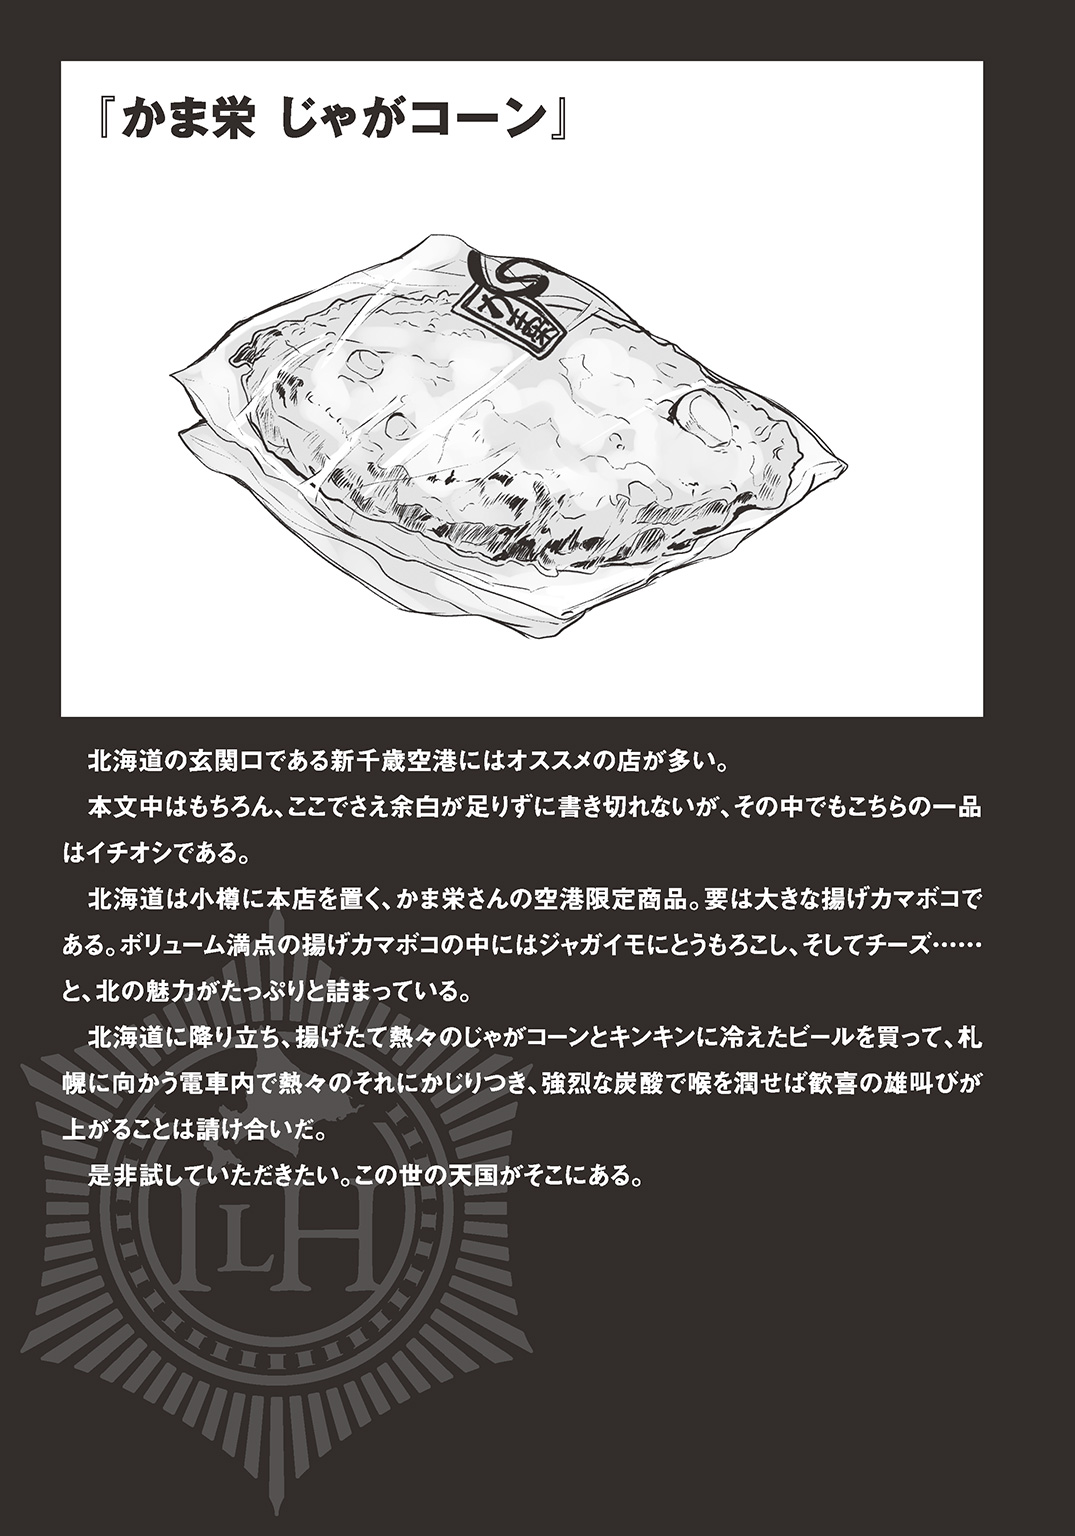 『かま栄 じゃがコーン』
かま栄
北海道の玄関口である新千歳空港にはオススメの店が多い。
本文中はもちろん、ここでさえ余白が足りずに書き切れないが、その中でもこちらの一品
はイチオシである。
北海道は小樽に本店を置く、かま栄さんの空港限定商品。要は大きな揚げカマボコで
ある。ボリューム満点の揚げカマボコの中にはジャガイモにとうもろこし、そしてチーズ……
と、北の魅力がたっぷりと詰まっている。
北海道に降り立ち、揚げたて熱々のじゃがコーンとキンキンに冷えたビールを買って、札
幌に向かう電車内で熱々のそれにかじりつき、強烈な炭酸で喉を潤せば歓喜の雄叫びが
上がることは請け合いだ。
是非試していただきたい。この世の天国がそこにある。
ILH